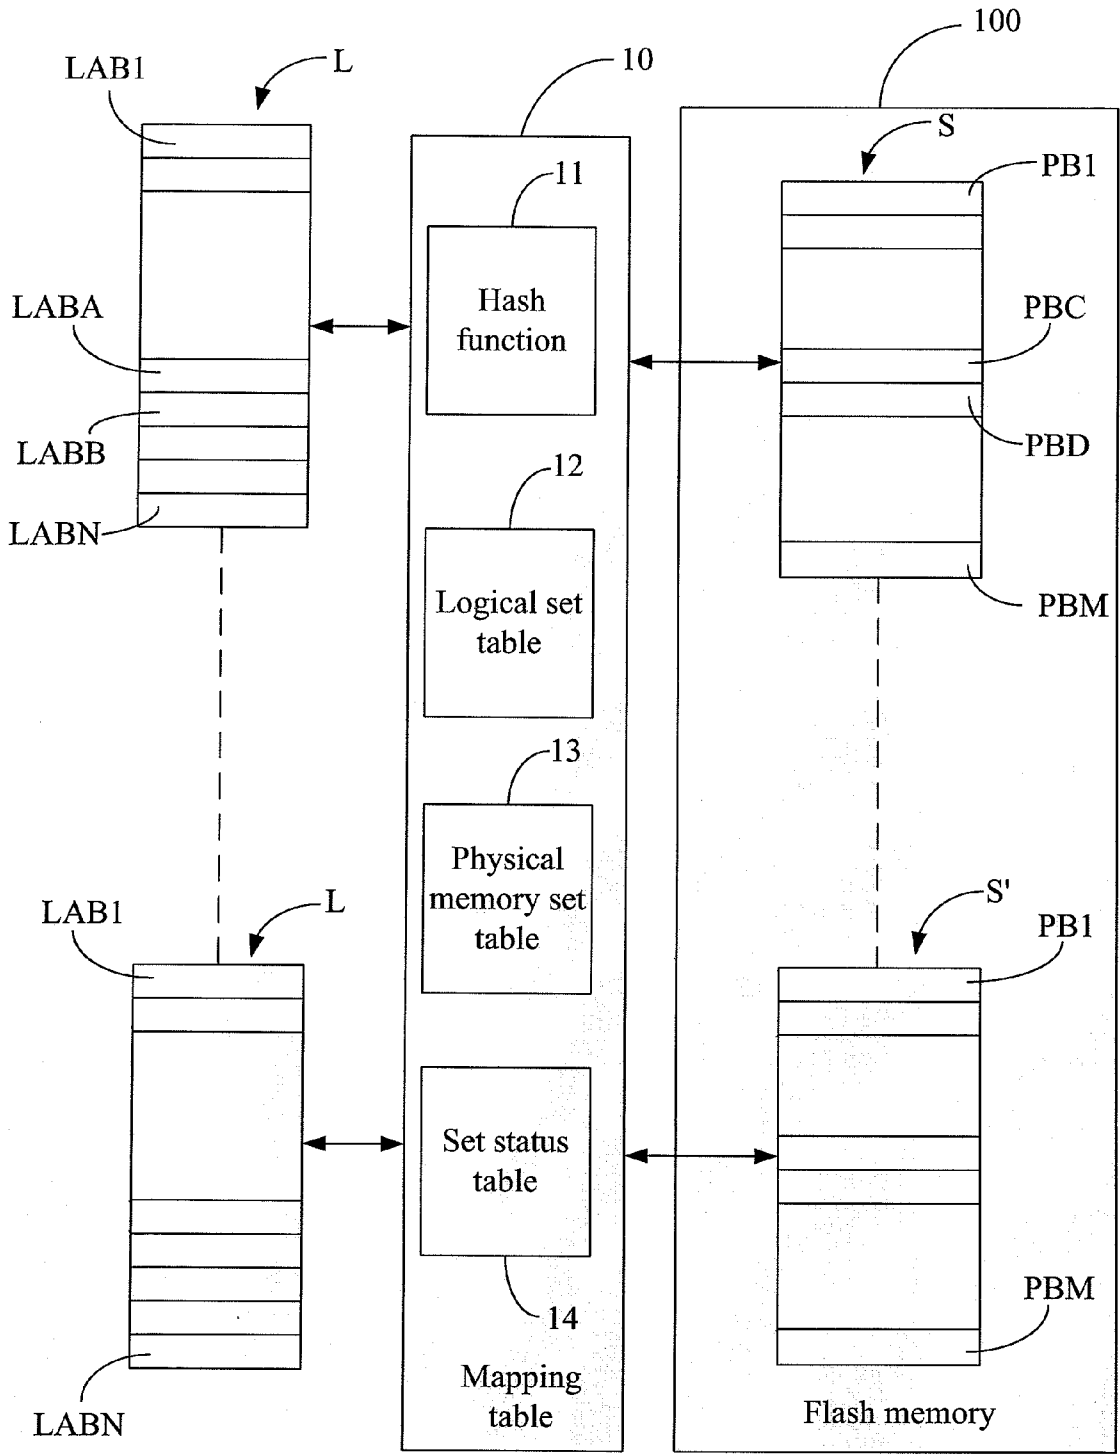 100
LAB1
L
10
S
11
PB1
Hash
function
LABA
PBC
LABB
PBD
12
LABN
Logical set
table
PBM
13
Physical
memory set
table
LAB1
L
S'
PB1
Set status
table
14
PBM
LABN
Mapping
table
Flash memory